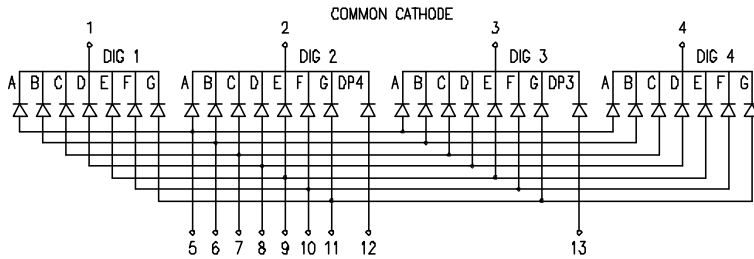 COMMON CATHODE
1 2 3 4
DIG 1 DIG 2 DIG 3 DIG 4
A B C D E F G A B C D E F G DP4 A B C D E F G DP3 A B C D E F G
5 6 7 8 9 10 11 12 13